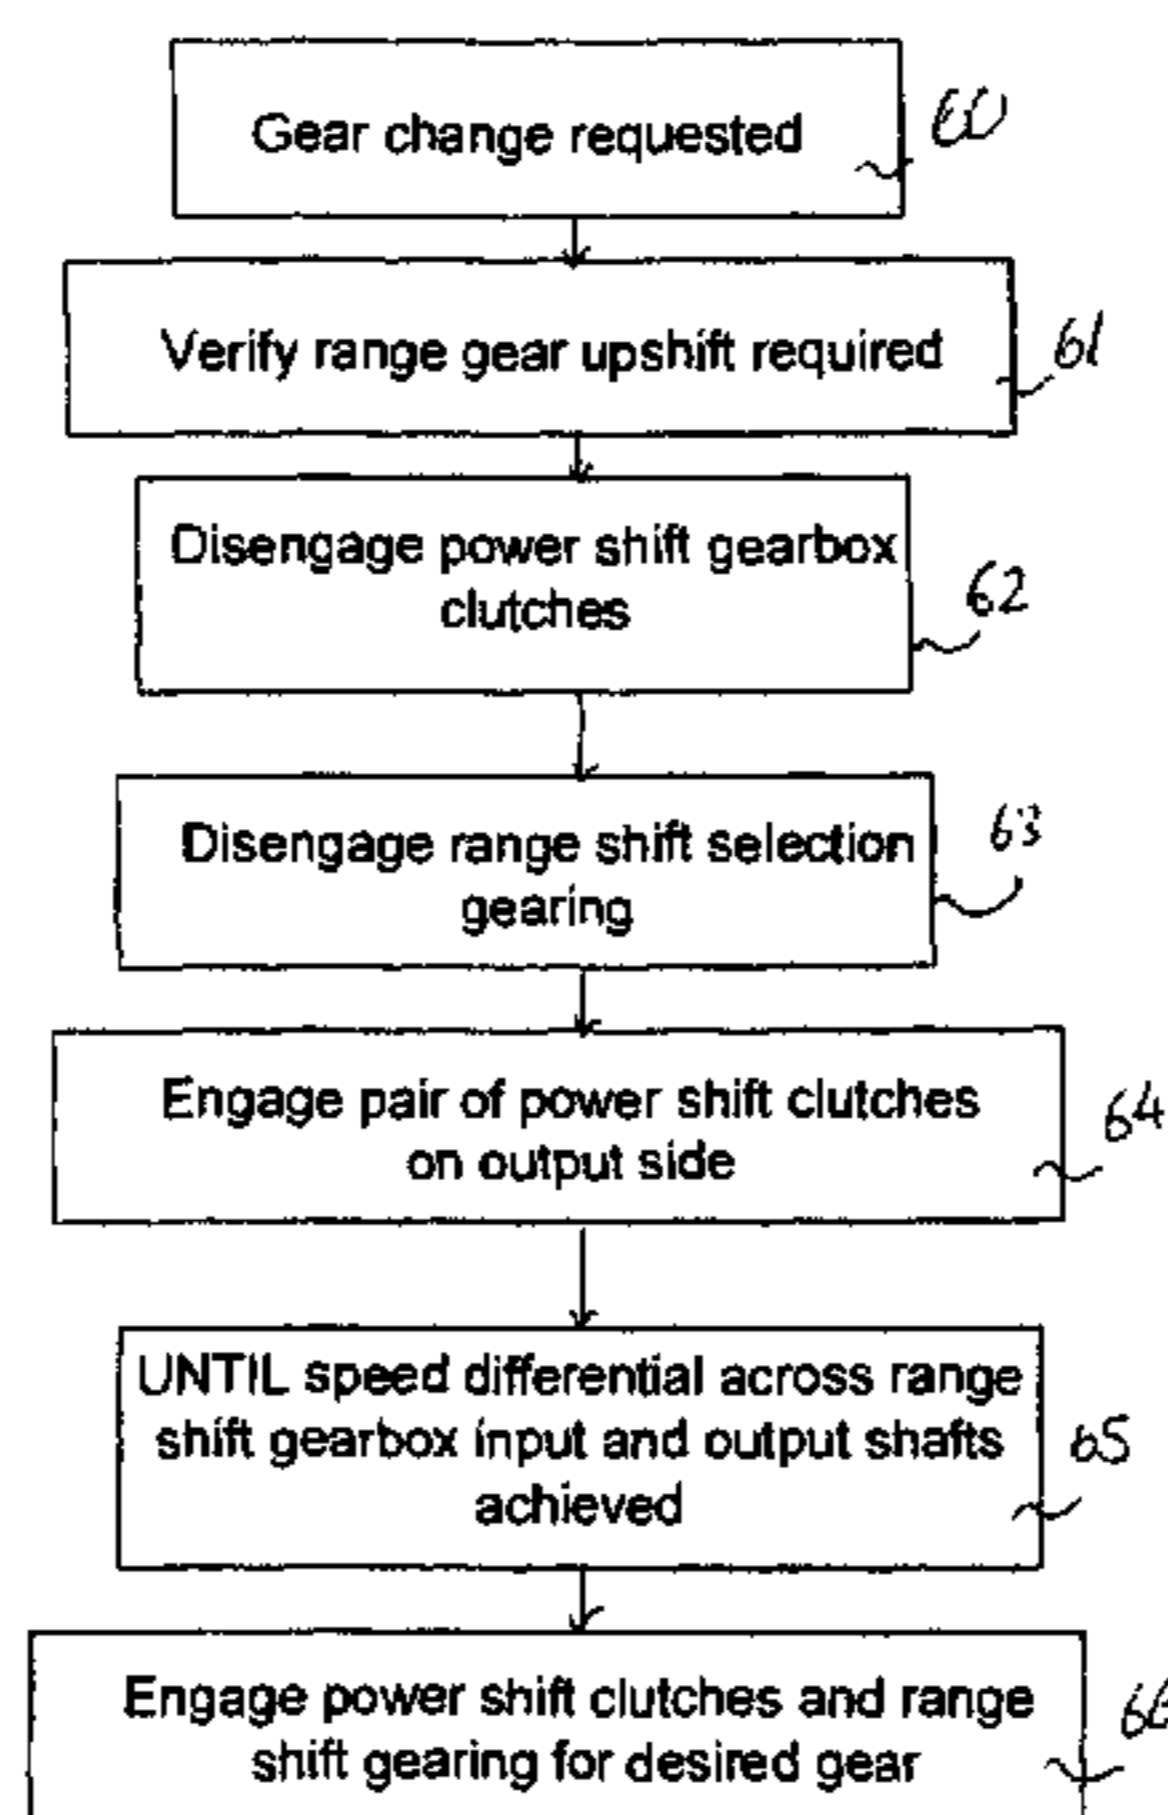 Gear change requested
60
Verify range gear upshift required
61
Disengage power shift gearbox
clutches
62
Disengage range shift selection
gearing
63
Engage pair of power shift clutches
on output side
64
UNTIL speed differential across range
shift gearbox input and output shafts
achieved
65
Engage power shift clutches and range
shift gearing for desired gear
66